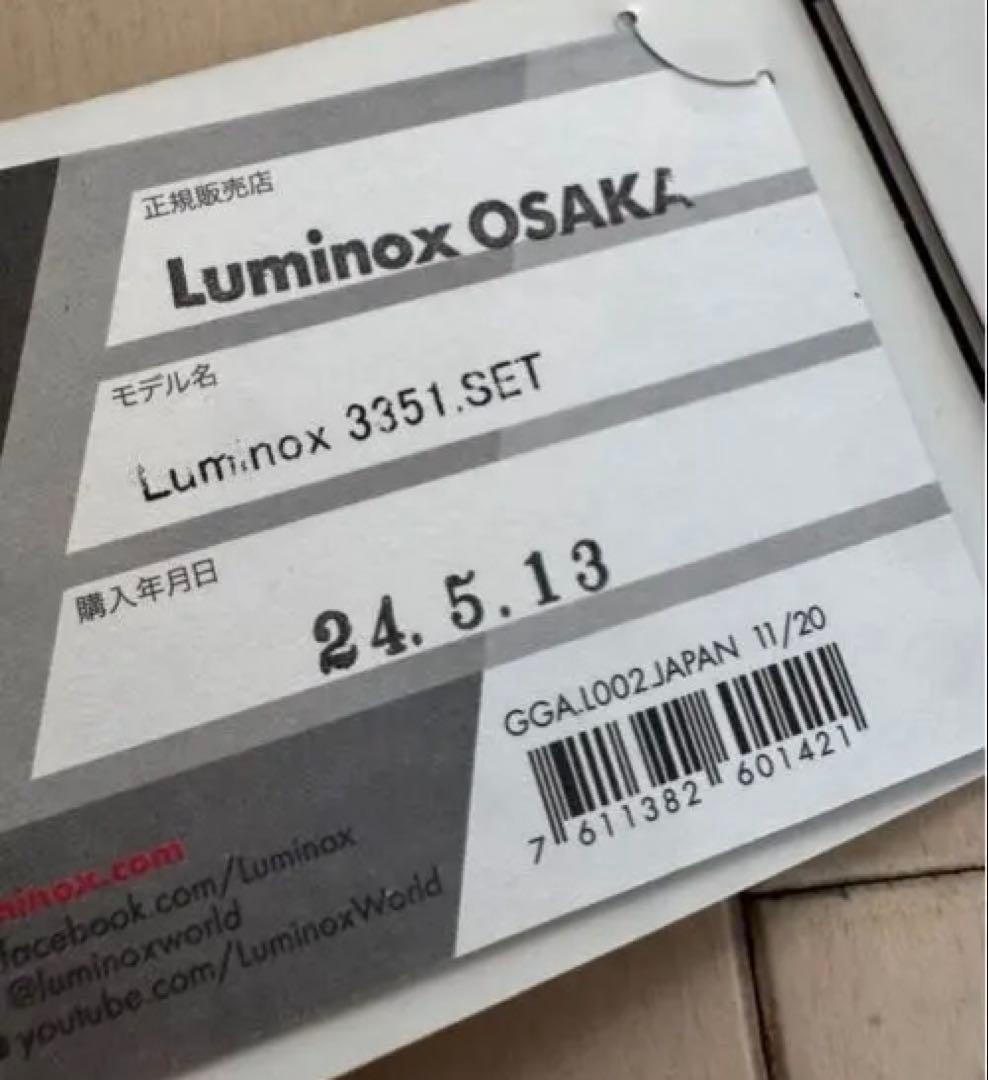 正規販売店
Luminox OSAKA
モデル名
Luminox 3351.SET
購入年月日
24.5.13
GGA.L002.JAPAN 11/20
7 611382 601421
facebook.com/Luminox
@luminoxworld
youtube.com/LuminoxWorld